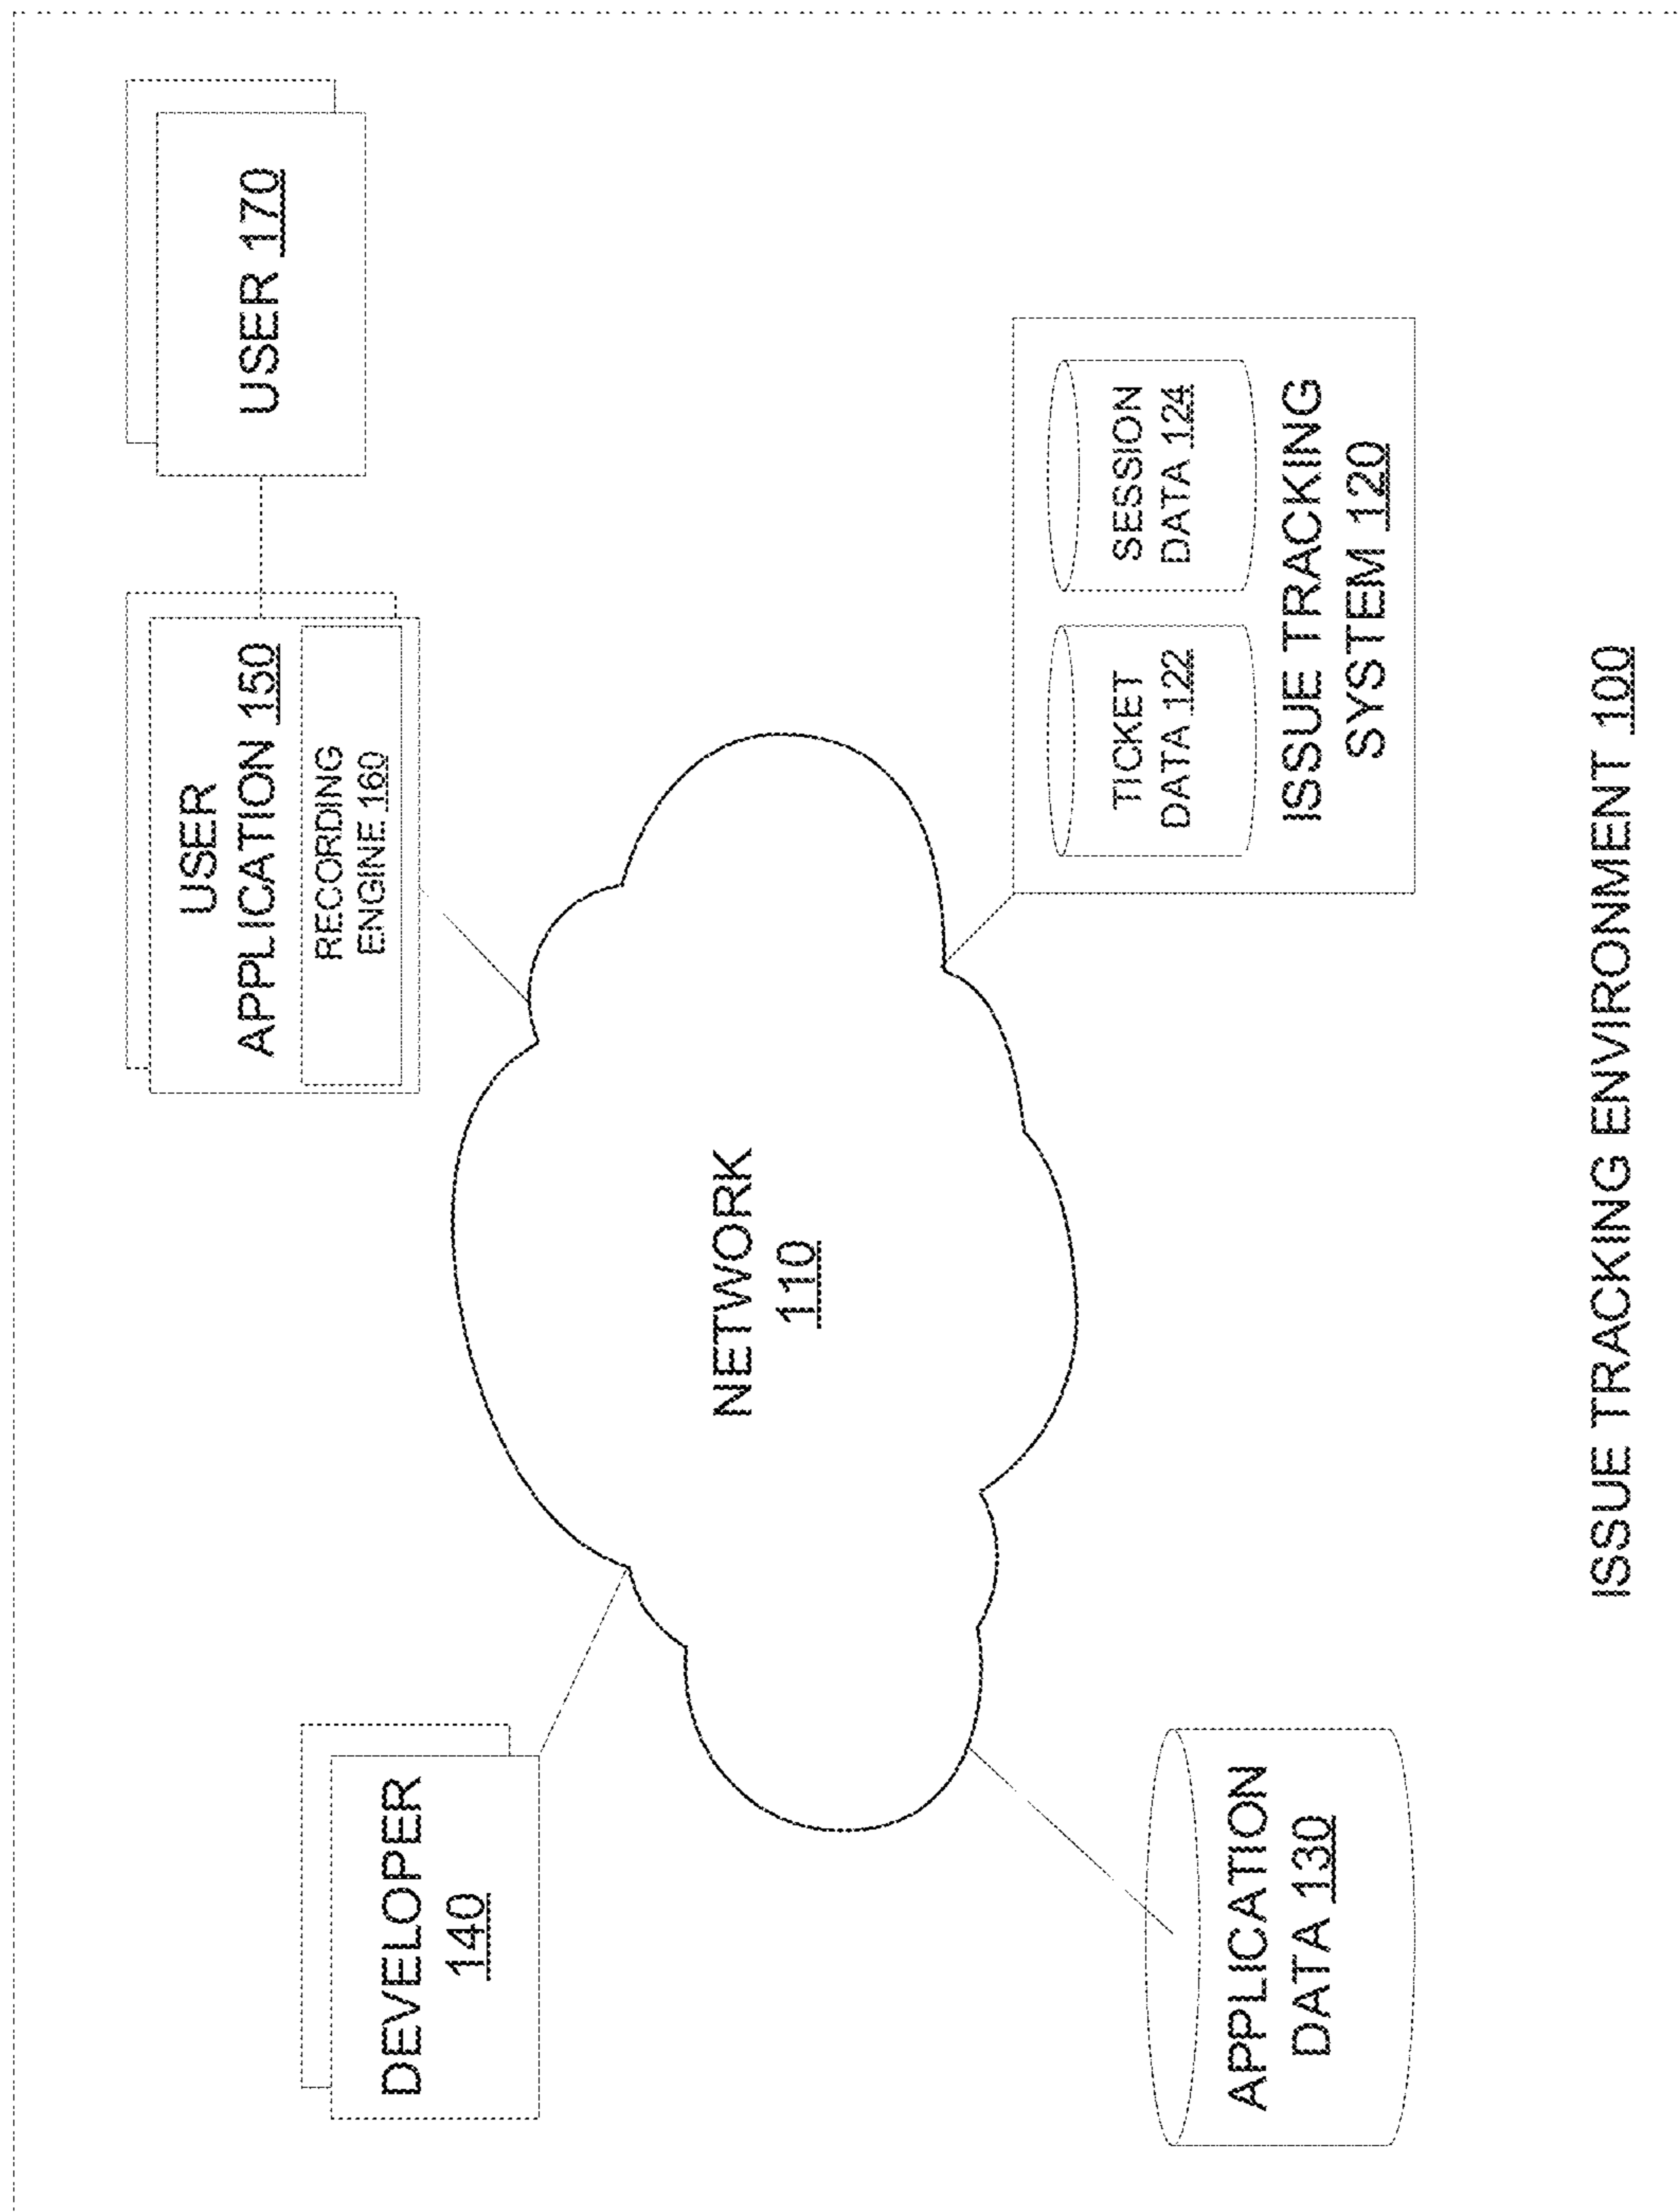 DEVELOPER
140
USER
APPLICATION 150
RECORDING
ENGINE 160
USER 170
NETWORK
110
APPLICATION
DATA 130
TICKET
DATA 122
SESSION
DATA 124
ISSUE TRACKING
SYSTEM 120
ISSUE TRACKING ENVIRONMENT 100